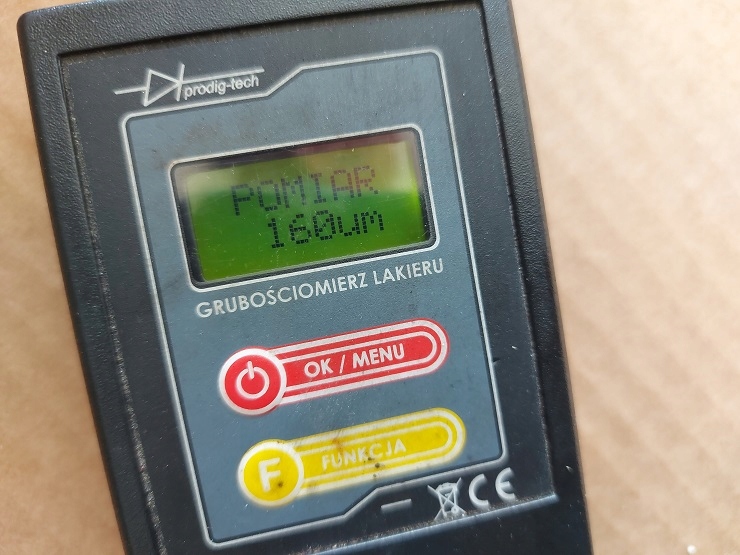 prodig-tech
POMIAR
160um
GRUBOŚCIOMIERZ LAKIERU
OK / MENU
F FUNKCJA
CE